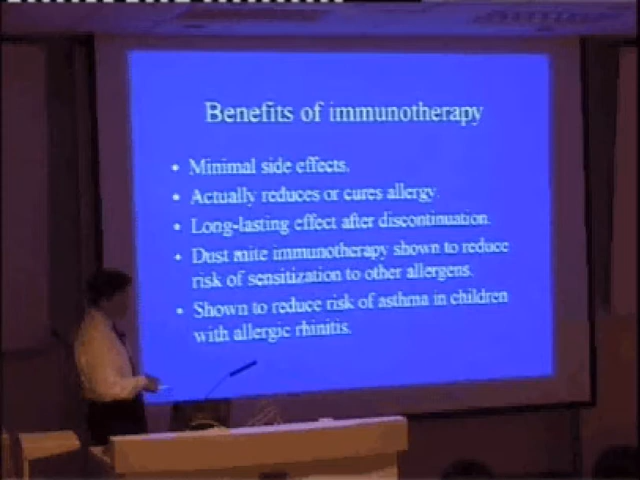 Benefits of immunotherapy
• Minimal side effects.
• Actually reduces or cures allergy.
• Long-lasting effect after discontinuation.
• Dust mite immunotherapy shown to reduce
risk of sensitization to other allergens.
• Shown to reduce risk of asthma in children
with allergic rhinitis.